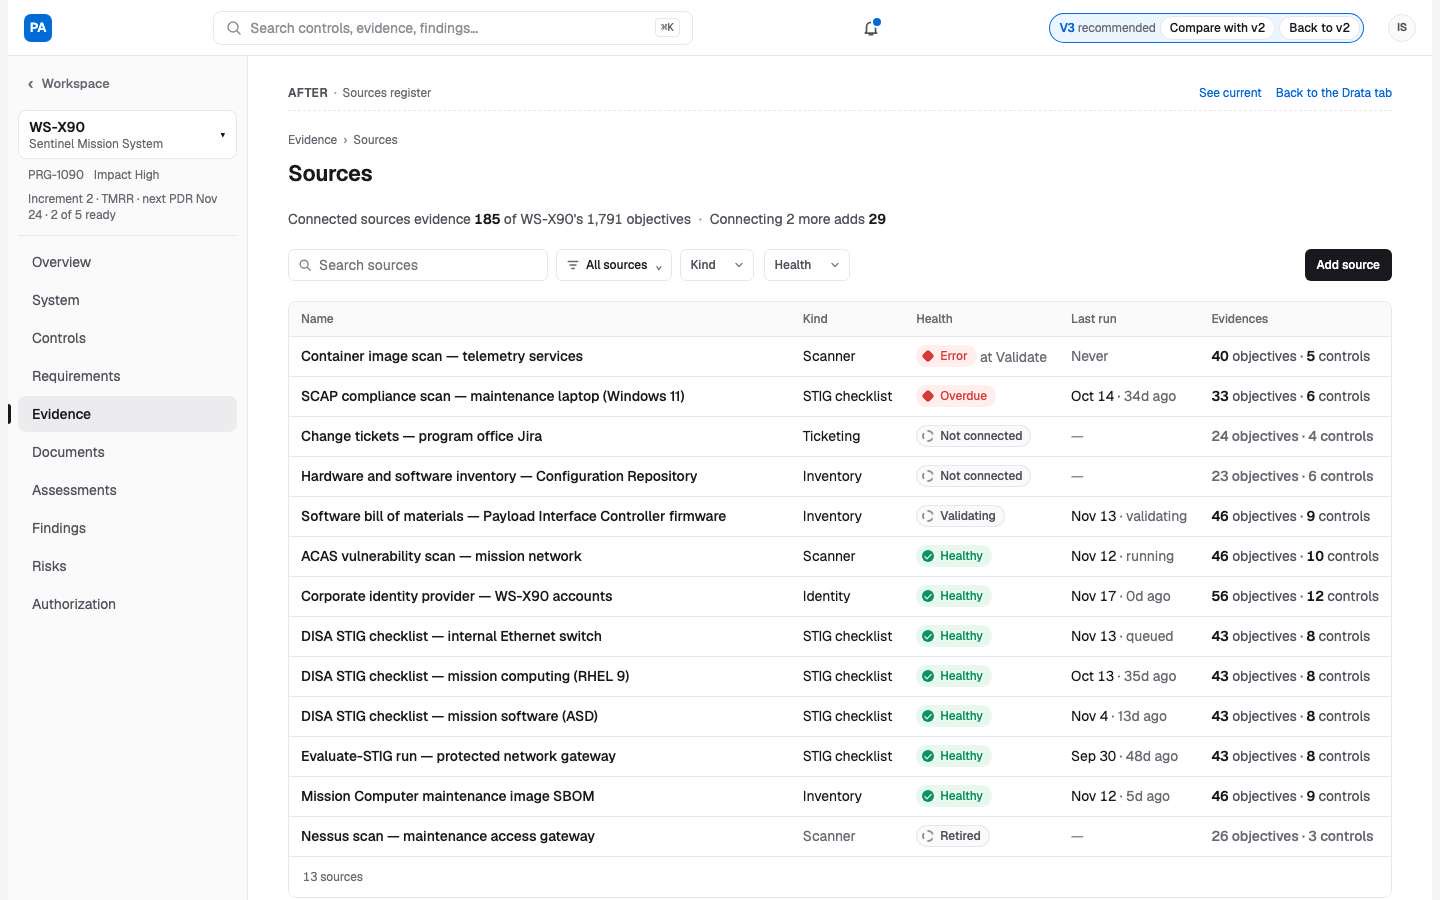 PA
Search controls, evidence, findings...
⌘K
V3 recommended Compare with v2 Back to v2
IS
‹ Workspace
WS-X90
Sentinel Mission System
PRG-1090 Impact High
Increment 2 · TMRR · next PDR Nov
24 · 2 of 5 ready
Overview
System
Controls
Requirements
Evidence
Documents
Assessments
Findings
Risks
Authorization
AFTER · Sources register
See current Back to the Drata tab
Evidence › Sources
Sources
Connected sources evidence 185 of WS-X90's 1,791 objectives · Connecting 2 more adds 29
Search sources All sources Kind Health Add source
Name Kind Health Last run Evidences
Container image scan — telemetry services Scanner Error at Validate Never 40 objectives · 5 controls
SCAP compliance scan — maintenance laptop (Windows 11) STIG checklist Overdue Oct 14 · 34d ago 33 objectives · 6 controls
Change tickets — program office Jira Ticketing Not connected — 24 objectives · 4 controls
Hardware and software inventory — Configuration Repository Inventory Not connected — 23 objectives · 6 controls
Software bill of materials — Payload Interface Controller firmware Inventory Validating Nov 13 · validating 46 objectives · 9 controls
ACAS vulnerability scan — mission network Scanner Healthy Nov 12 · running 46 objectives · 10 controls
Corporate identity provider — WS-X90 accounts Identity Healthy Nov 17 · 0d ago 56 objectives · 12 controls
DISA STIG checklist — internal Ethernet switch STIG checklist Healthy Nov 13 · queued 43 objectives · 8 controls
DISA STIG checklist — mission computing (RHEL 9) STIG checklist Healthy Oct 13 · 35d ago 43 objectives · 8 controls
DISA STIG checklist — mission software (ASD) STIG checklist Healthy Nov 4 · 13d ago 43 objectives · 8 controls
Evaluate-STIG run — protected network gateway STIG checklist Healthy Sep 30 · 48d ago 43 objectives · 8 controls
Mission Computer maintenance image SBOM Inventory Healthy Nov 12 · 5d ago 46 objectives · 9 controls
Nessus scan — maintenance access gateway Scanner Retired — 26 objectives · 3 controls
13 sources